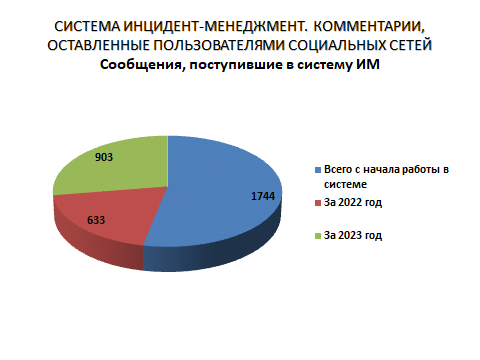 СИСТЕМА ИНЦИДЕНТ-МЕНЕДЖМЕНТ. КОММЕНТАРИИ,
ОСТАВЛЕННЫЕ ПОЛЬЗОВАТЕЛЯМИ СОЦИАЛЬНЫХ СЕТЕЙ
Сообщения, поступившие в систему ИМ
903
1744
633
Всего с начала работы в
системе
За 2022 год
За 2023 год